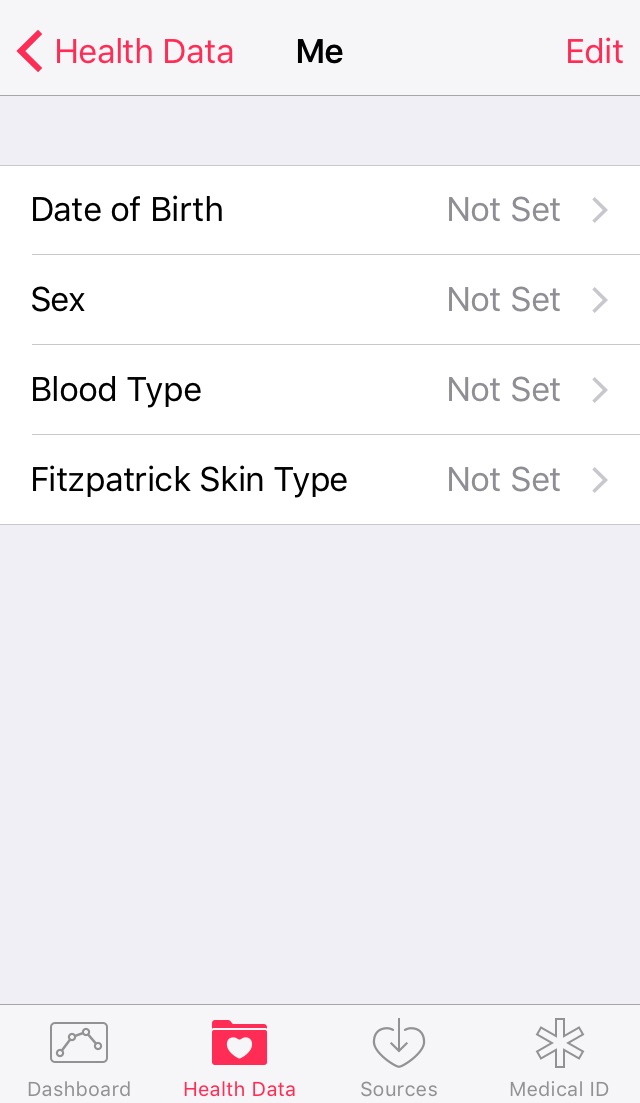 Health Data Me Edit
Date of Birth Not Set
Sex Not Set
Blood Type Not Set
Fitzpatrick Skin Type Not Set
Dashboard Health Data Sources Medical ID